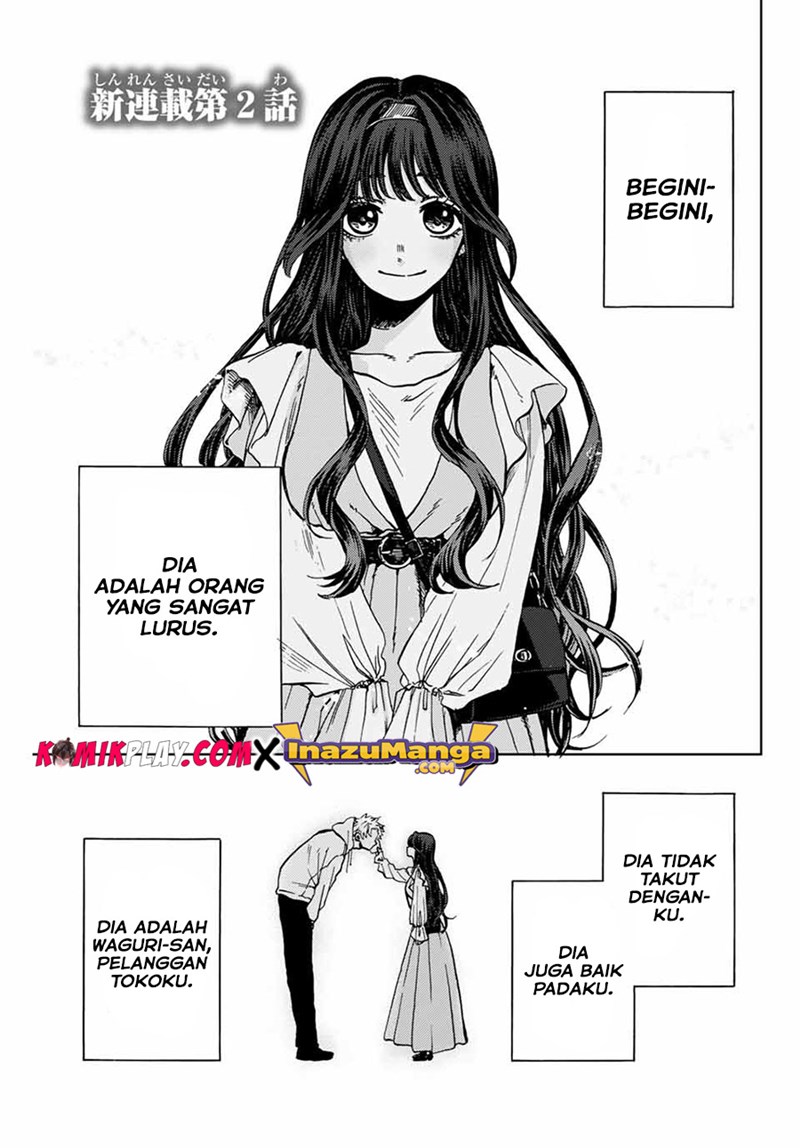 しんれんさいだい わ
新連載第2話
BEGINI-
BEGINI,
DIA
ADALAH ORANG
YANG SANGAT
LURUS.
KOMIKPLAY.COM X INAZUMANGA
.COM
DIA TIDAK
TAKUT
DENGAN-
KU.
DIA
JUGA BAIK
PADAKU.
DIA ADALAH
WAGURI-SAN,
PELANGGAN
TOKOKU.